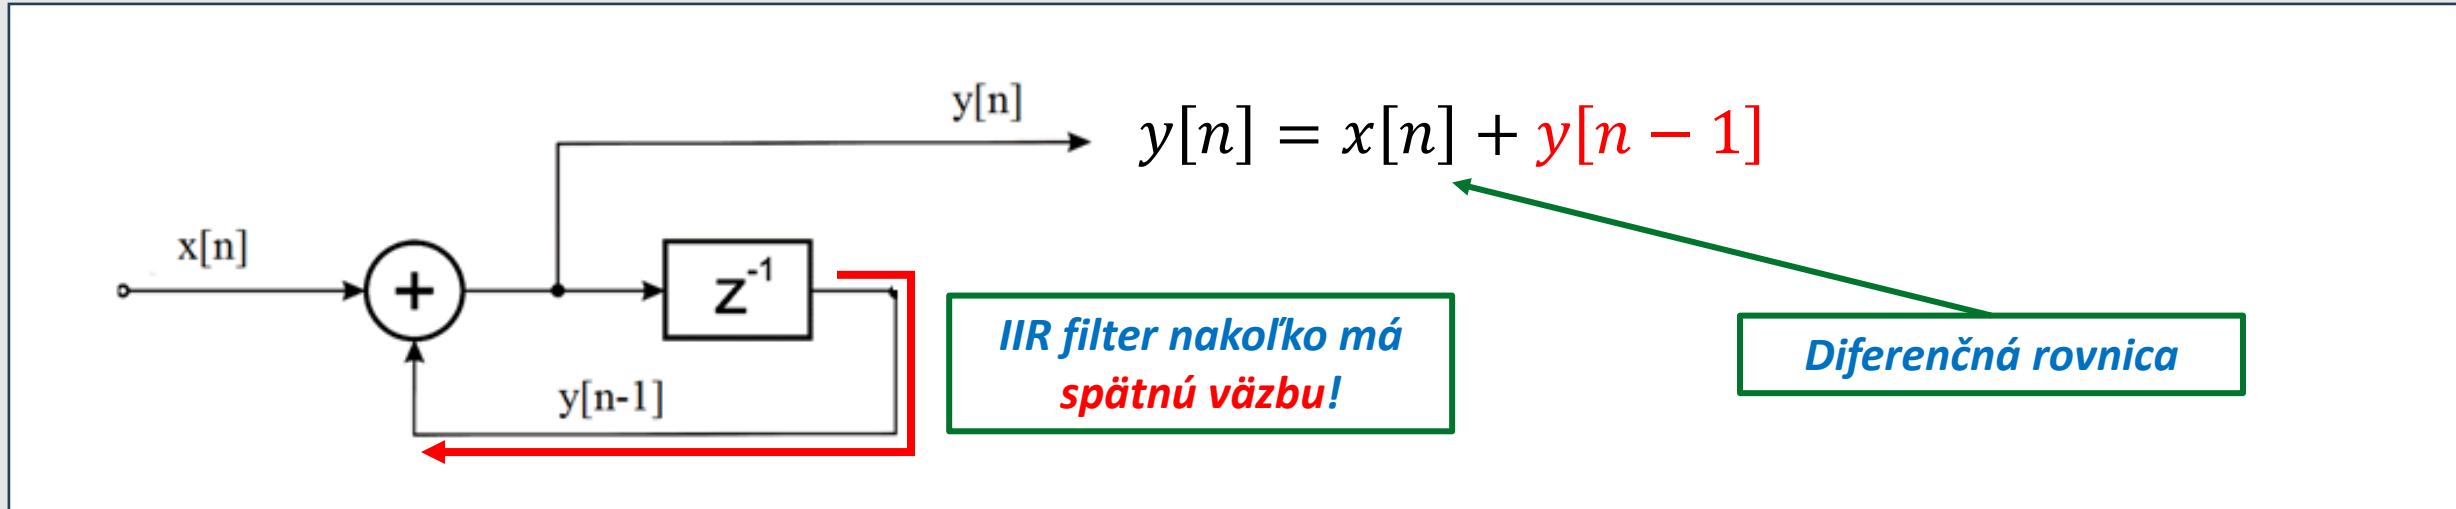 y[n]
y[n] = x[n] + y[n − 1]
x[n]
+
z^-1
IIR filter nakoľko má
spätnú väzbu!
Diferenčná rovnica
y[n-1]